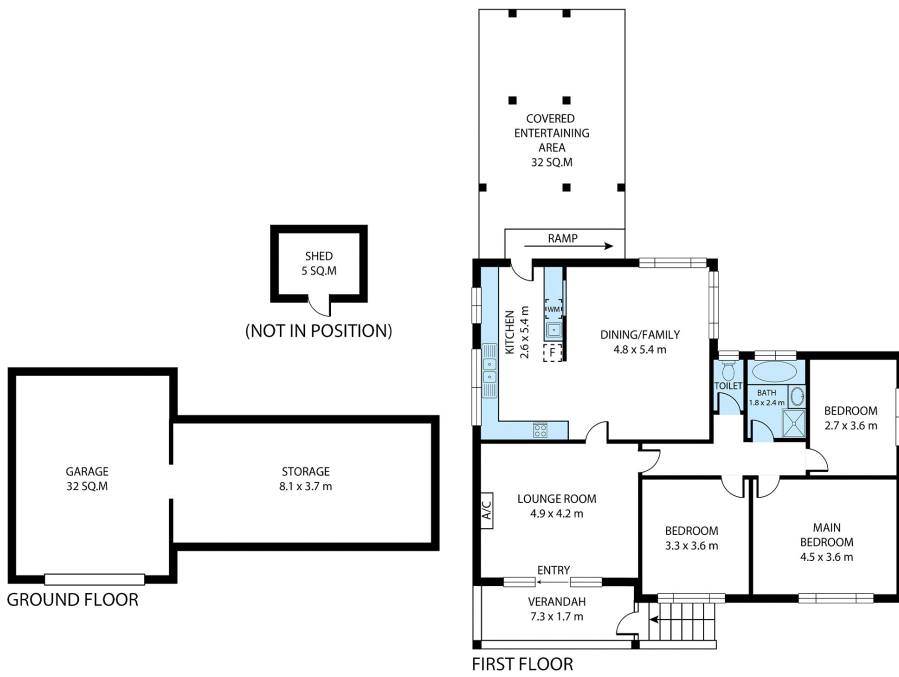 COVERED
ENTERTAINING
AREA
32 SQ.M
RAMP
SHED
5 SQ.M
(NOT IN POSITION)
KITCHEN
2.6 x 5.4 m
WM
F
DINING/FAMILY
4.8 x 5.4 m
TOILET
BATH
1.8 x 2.4 m
BEDROOM
2.7 x 3.6 m
GARAGE
32 SQ.M
STORAGE
8.1 x 3.7 m
A/C
LOUNGE ROOM
4.9 x 4.2 m
BEDROOM
3.3 x 3.6 m
MAIN
BEDROOM
4.5 x 3.6 m
ENTRY
VERANDAH
7.3 x 1.7 m
GROUND FLOOR
FIRST FLOOR